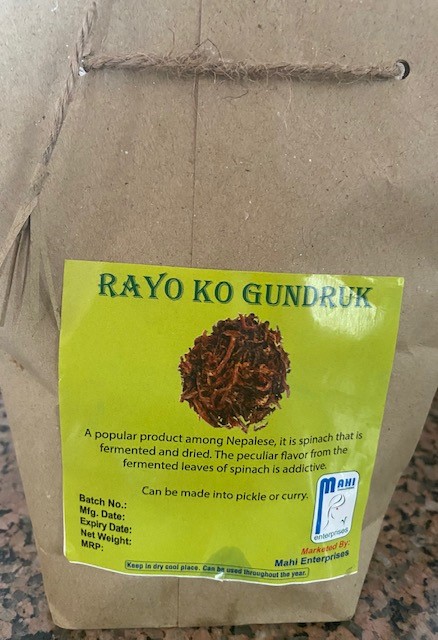 RAYO KO GUNDRUK
A popular product among Nepalese, it is spinach that is
fermented and dried. The peculiar flavor from the
fermented leaves of spinach is addictive.
Can be made into pickle or curry.
Batch No.:
Mfg. Date:
Expiry Date:
Net Weight:
MRP:
MAHI
enterprises
Marketed By:
Mahi Enterprises
Keep in dry cool place. Can be used throughout the year.